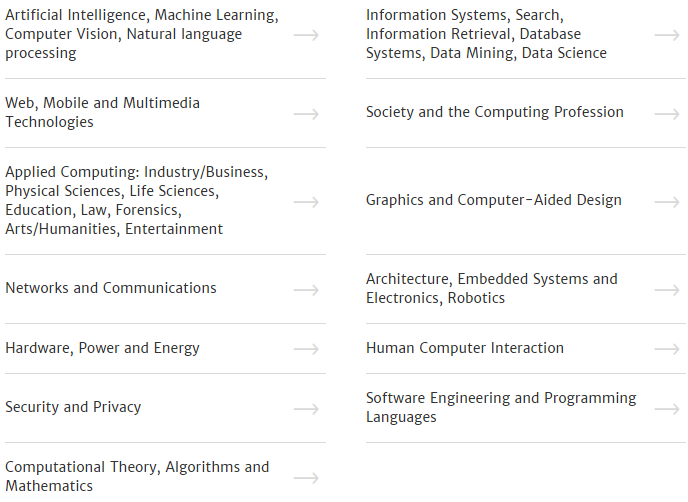 Artificial Intelligence, Machine Learning,
Computer Vision, Natural language
processing
Information Systems, Search,
Information Retrieval, Database
Systems, Data Mining, Data Science
Web, Mobile and Multimedia
Technologies
Society and the Computing Profession
Applied Computing: Industry/Business,
Physical Sciences, Life Sciences,
Education, Law, Forensics,
Arts/Humanities, Entertainment
Graphics and Computer-Aided Design
Networks and Communications
Architecture, Embedded Systems and
Electronics, Robotics
Hardware, Power and Energy
Human Computer Interaction
Security and Privacy
Software Engineering and Programming
Languages
Computational Theory, Algorithms and
Mathematics